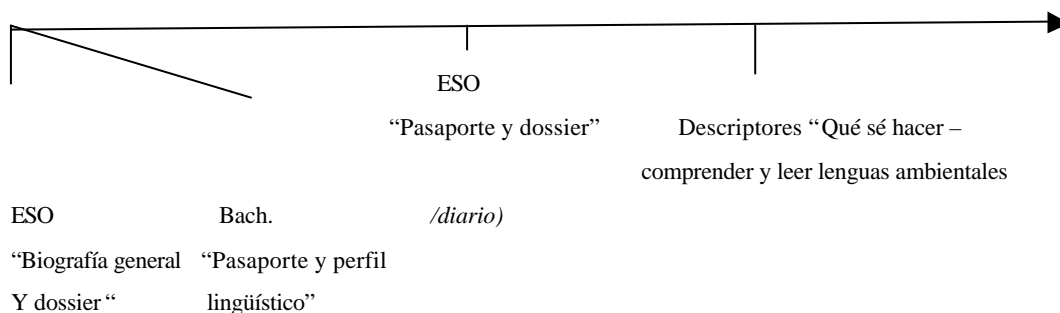 ESO
“Pasaporte y dossier”
Descriptores “Qué sé hacer –
comprender y leer lenguas ambientales
ESO Bach. /diario)
“Biografía general “Pasaporte y perfil
Y dossier “ lingüístico”